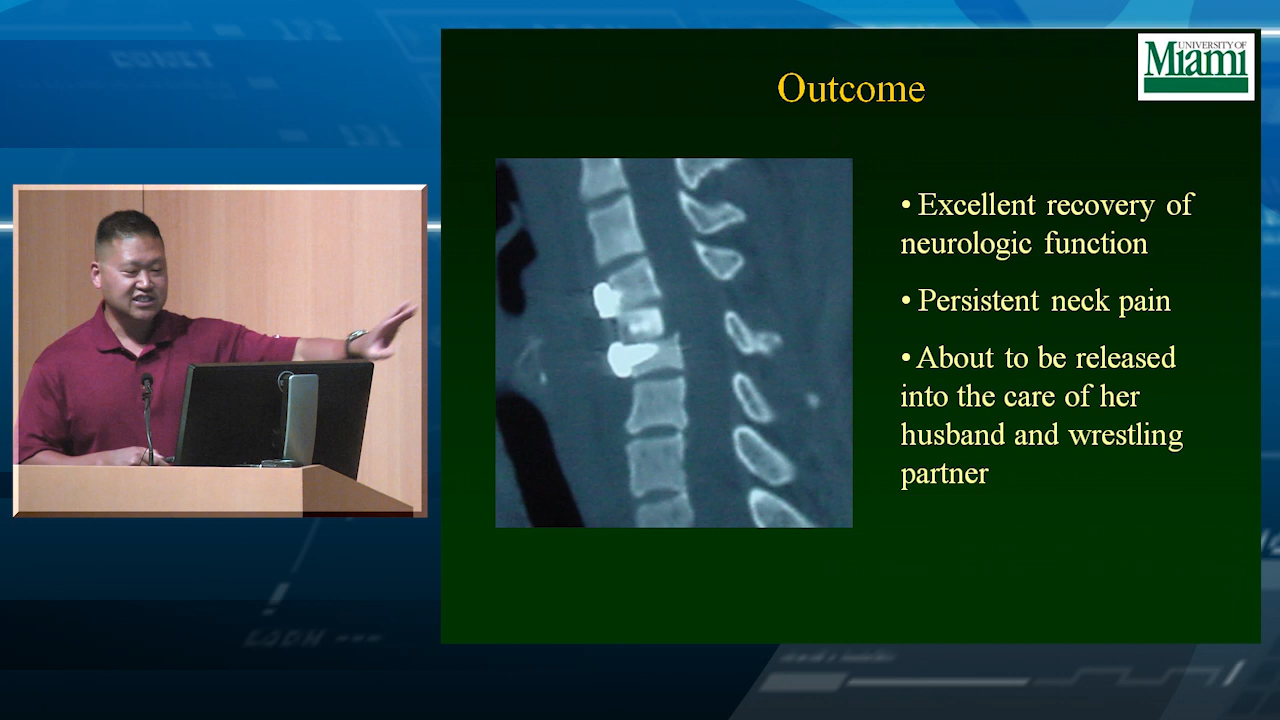 Outcome
UNIVERSITY OF
Miami
• Excellent recovery of
neurologic function
• Persistent neck pain
• About to be released
into the care of her
husband and wrestling
partner